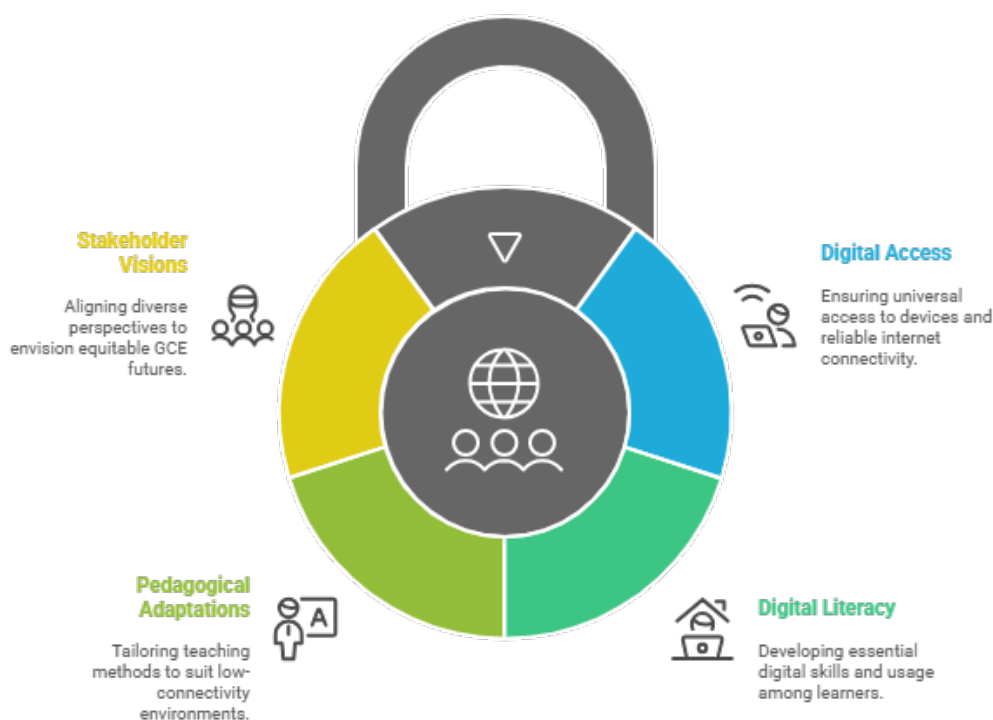 Stakeholder
Visions
Aligning diverse
perspectives to
envision equitable GCE
futures.
Digital Access
Ensuring universal
access to devices and
reliable internet
connectivity.
Pedagogical
Adaptations
A
Tailoring teaching
methods to suit low-
connectivity
environments.
Digital Literacy
Developing essential
digital skills and usage
among learners.